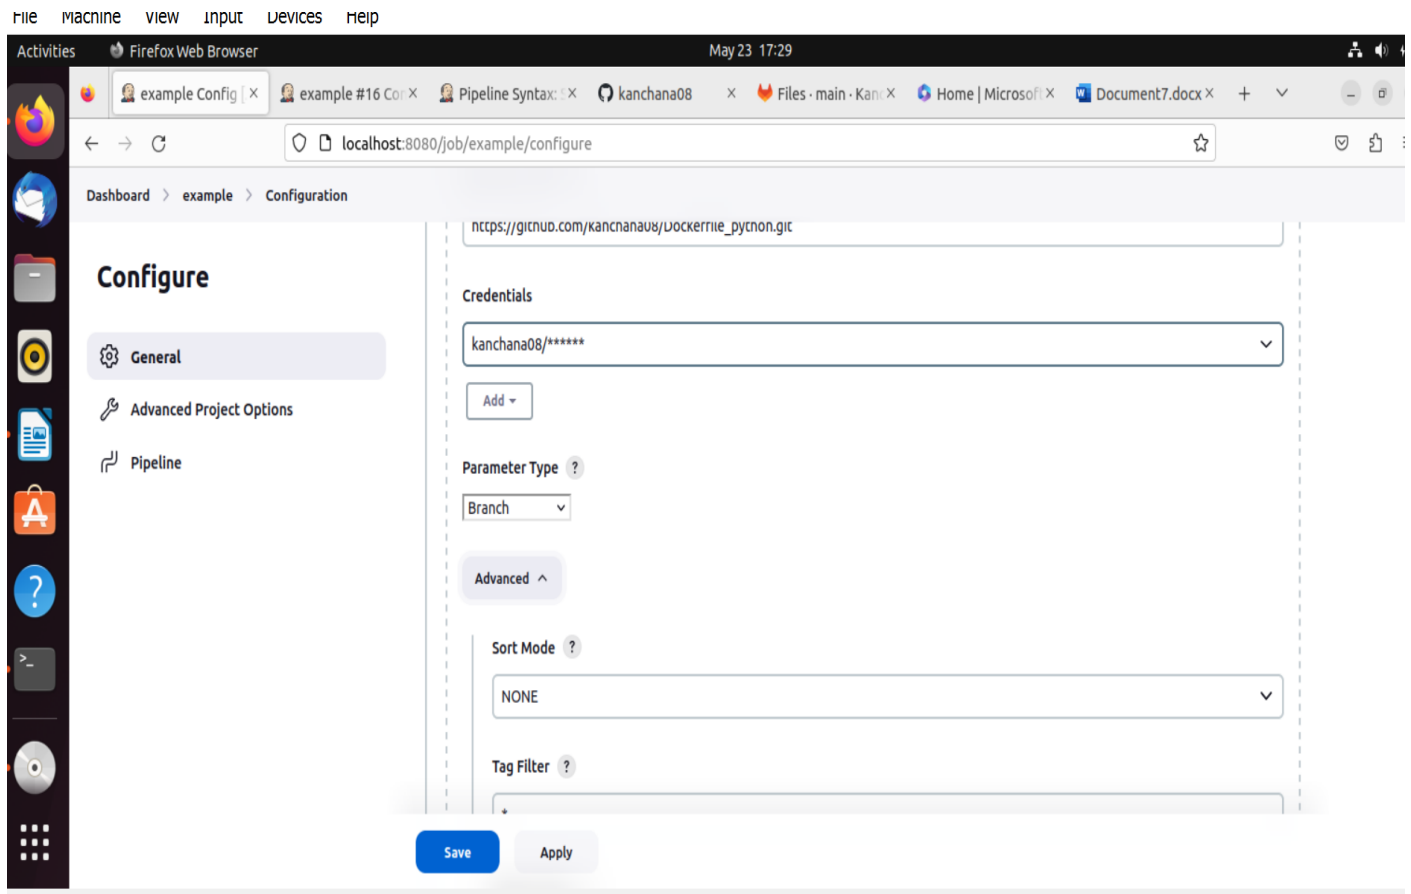 File Machine View Input Devices Help
Activities Firefox Web Browser May 23 17:29
example Config [ × example #16 Con × Pipeline Syntax: S × kanchana08 × Files · main · Kanc × Home | Microsoft × Document7.docx × +
localhost:8080/job/example/configure
Dashboard > example > Configuration
https://github.com/kanchana08/Dockerfile_python.git
Configure
Credentials
kanchana08/******
General
Add
Advanced Project Options
Pipeline
Parameter Type ?
Branch
Advanced
Sort Mode ?
NONE
Tag Filter ?
*
Save Apply